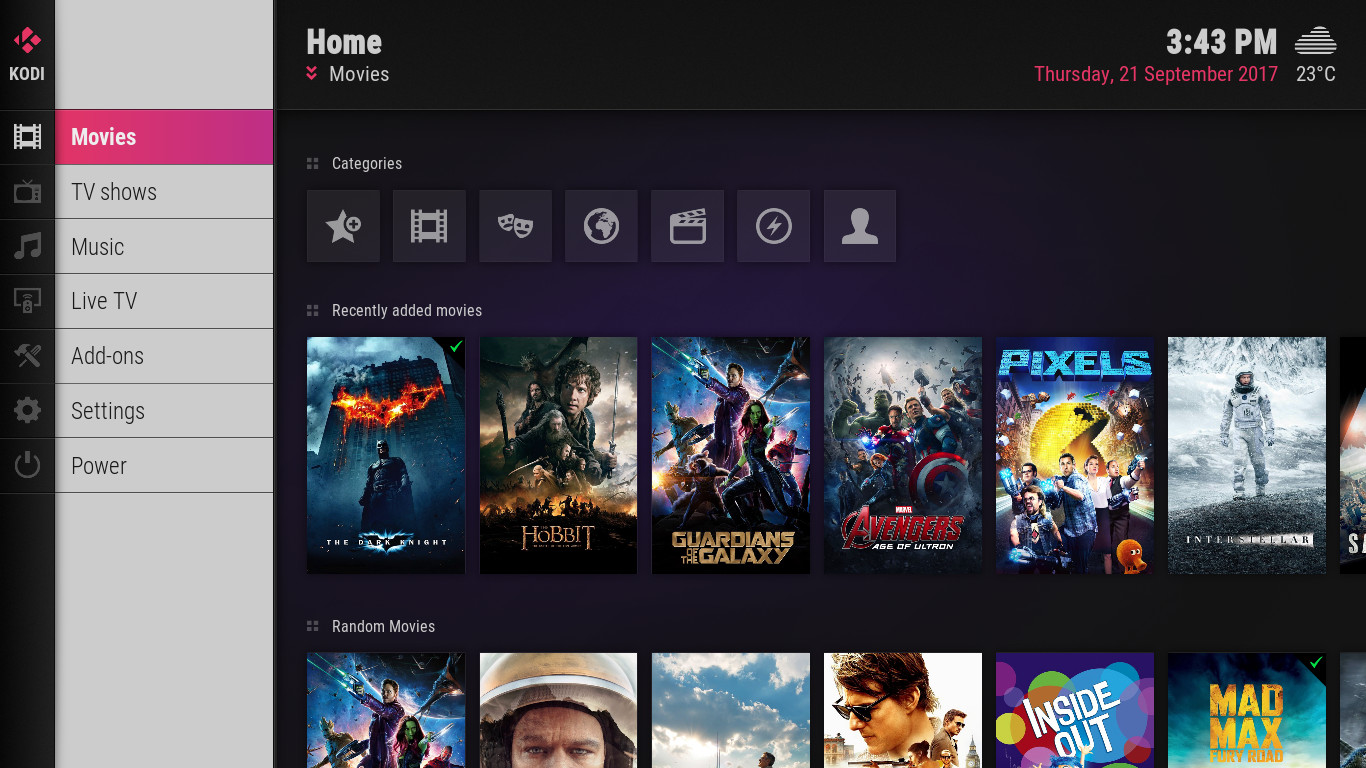 KODI
Home
Movies
3:43 PM
Thursday, 21 September 2017
23°C
Movies
TV shows
Music
Live TV
Add-ons
Settings
Power
Categories
Recently added movies
THE DARK KNIGHT
THE HOBBIT
GUARDIANS
OF THE GALAXY
MARVEL
AVENGERS
AGE OF ULTRON
PIXELS
INTERSTELLAR
SA
Random Movies
INSIDE
OUT
MAD
MAX
FURY ROAD